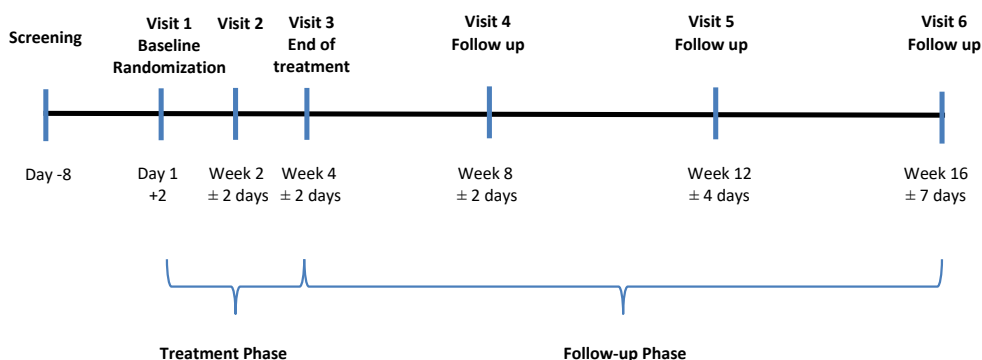 Screening
Visit 1
Baseline
Randomization
Visit 2
Visit 3
End of
treatment
Visit 4
Follow up
Visit 5
Follow up
Visit 6
Follow up
Day -8
Day 1
+2
Week 2
± 2 days
Week 4
± 2 days
Week 8
± 2 days
Week 12
± 4 days
Week 16
± 7 days
Treatment Phase
Follow-up Phase